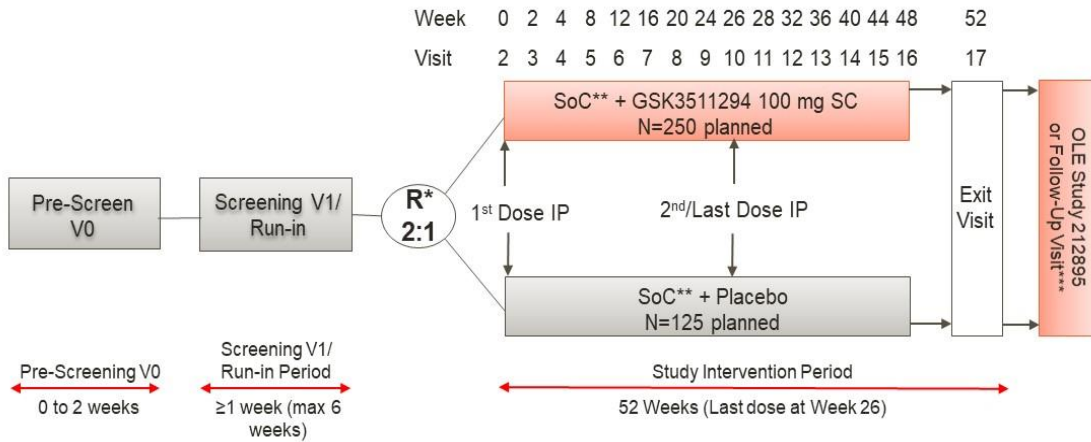 Week 0 2 4 8 12 16 20 24 26 28 32 36 40 44 48 52
Visit 2 3 4 5 6 7 8 9 10 11 12 13 14 15 16 17
SoC** + GSK3511294 100 mg SC
N=250 planned
Pre-Screen
V0
Screening V1/
Run-in
R*
2:1
1st Dose IP
2nd/Last Dose IP
Exit
Visit
OLE Study 212895
or Follow-Up Visit***
SoC** + Placebo
N=125 planned
Pre-Screening V0
0 to 2 weeks
Screening V1/
Run-in Period
≥1 week (max 6
weeks)
Study Intervention Period
52 Weeks (Last dose at Week 26)